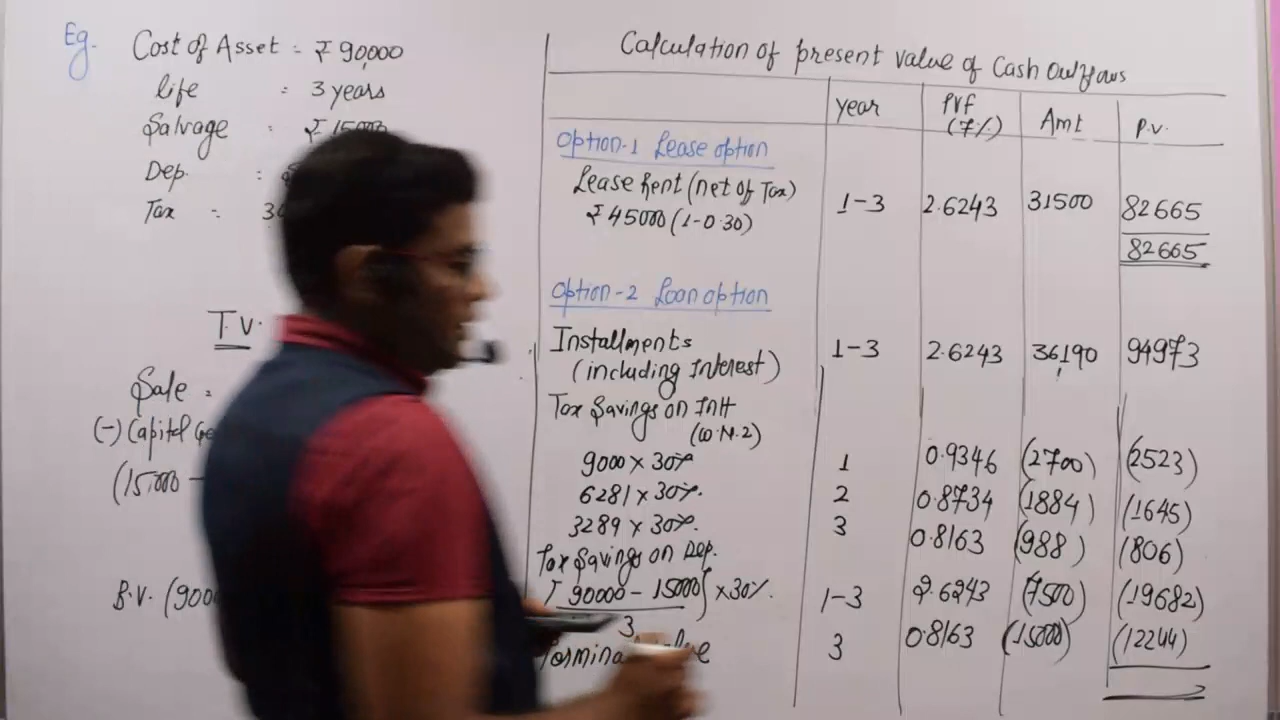 Eg.
Cost of Asset = ₹ 90,000
life : 3 years
Salvage : ₹ 15000
Dep. :
Tax = 30
T.V.
Sale =
(-) Capital Ga
(15,000 -
B.V. (9000
Calculation of present value of Cash Outflows
year PVF (7%) Amt P.V.
Option-1 Lease option
Lease Rent (net of Tax) 1-3 2.6243 31500 82665
₹ 45000 (1-0.30)
82665
Option-2 Loan option
Installments 1-3 2.6243 36,190 94973
(including Interest)
Tax Savings on Int
(W.N.2)
9000 x 30% 1 0.9346 (2700) (2523)
6281 x 30%. 2 0.8734 (1884) (1645)
3289 x 30%. 3 0.8163 (988) (806)
Tax Savings on Dep.
[90000 - 15000] x 30%. 1-3 2.6243 (7500) (19682)
3
Termina 3 0.8163 (15000) (12244)